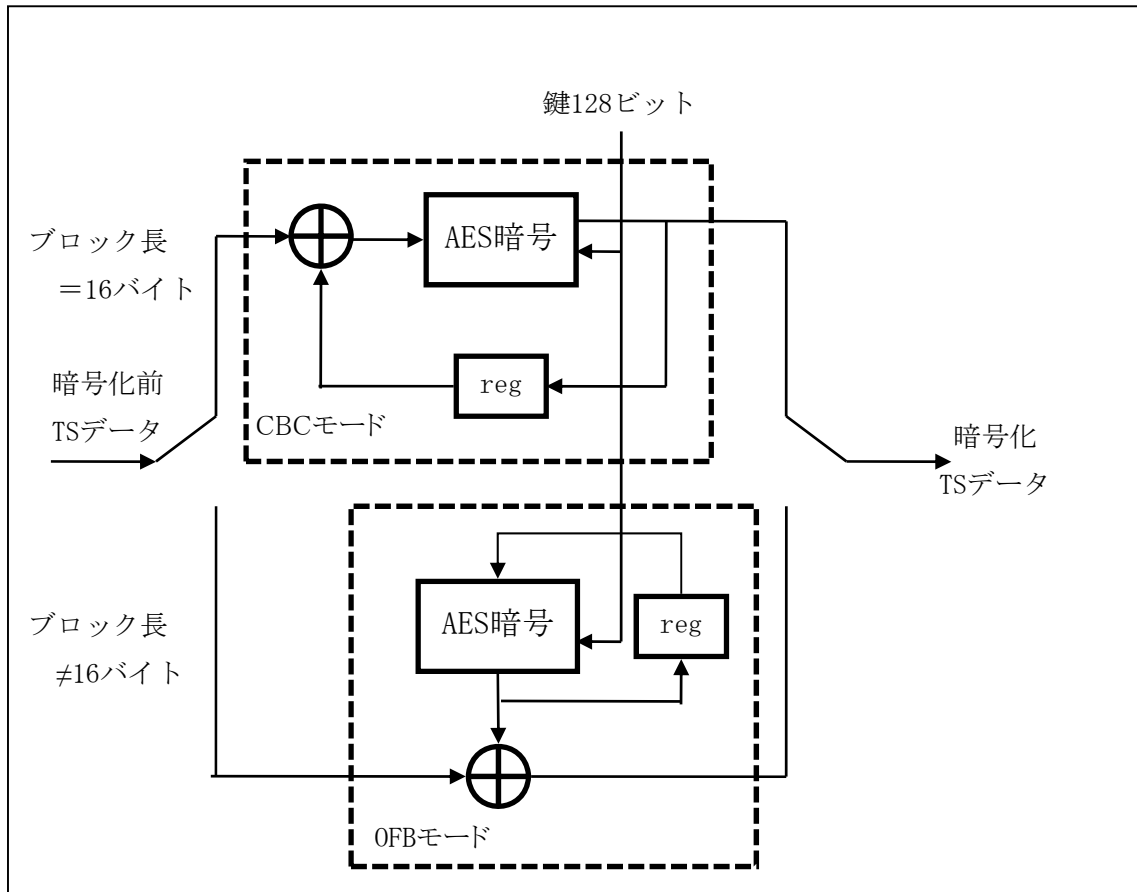 鍵128ビット
ブロック長
＝16バイト
AES暗号
reg
CBCモード
暗号化前
TSデータ
暗号化
TSデータ
ブロック長
≠16バイト
AES暗号
reg
OFBモード